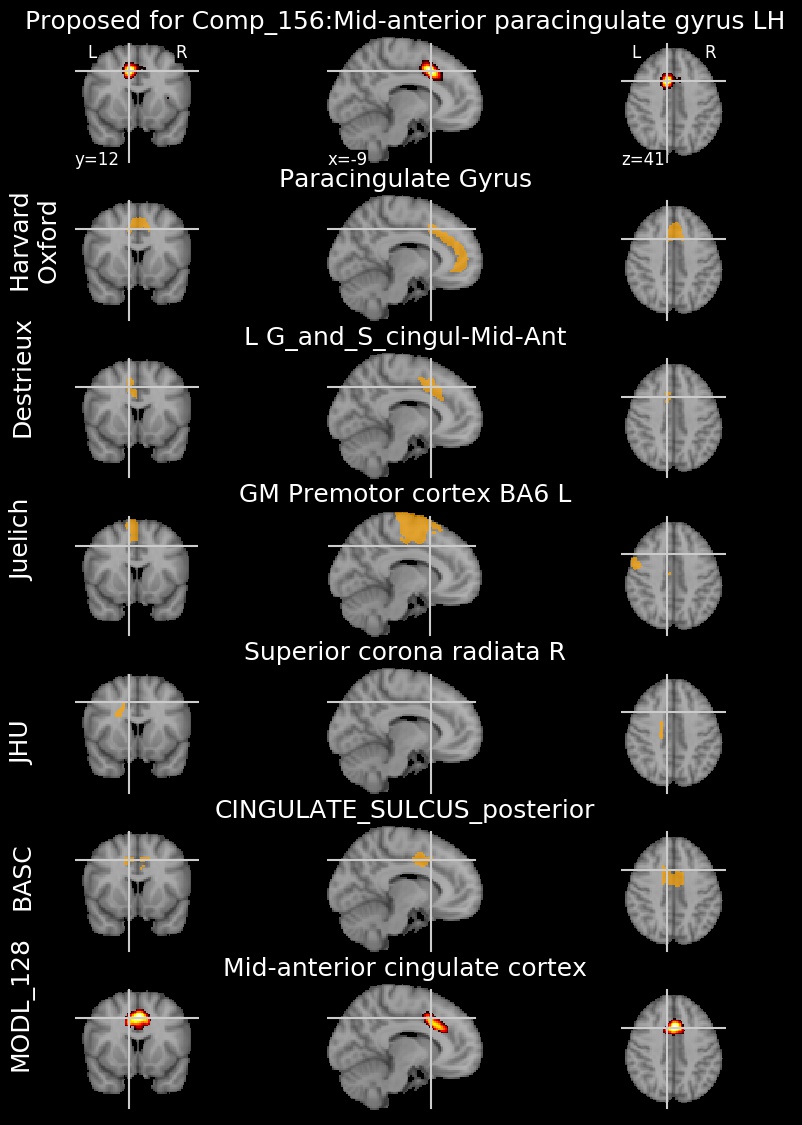 Proposed for Comp_156:Mid-anterior paracingulate gyrus LH
L R
L R
y=12
x=-9
z=41
Paracingulate Gyrus
Harvard
Oxford
L G_and_S_cingul-Mid-Ant
Destrieux
GM Premotor cortex BA6 L
Juelich
Superior corona radiata R
JHU
CINGULATE_SULCUS_posterior
BASC
Mid-anterior cingulate cortex
MODL_128